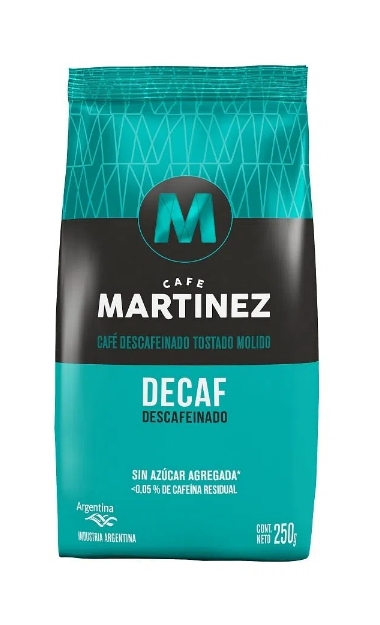 M
CAFE
MARTINEZ
CAFÉ DESCAFEINADO TOSTADO MOLIDO
DECAF
DESCAFEINADO
SIN AZÚCAR AGREGADA*
<0.05 % DE CAFEÍNA RESIDUAL
Argentina
INDUSTRIA ARGENTINA
CONT.
NETO 250g